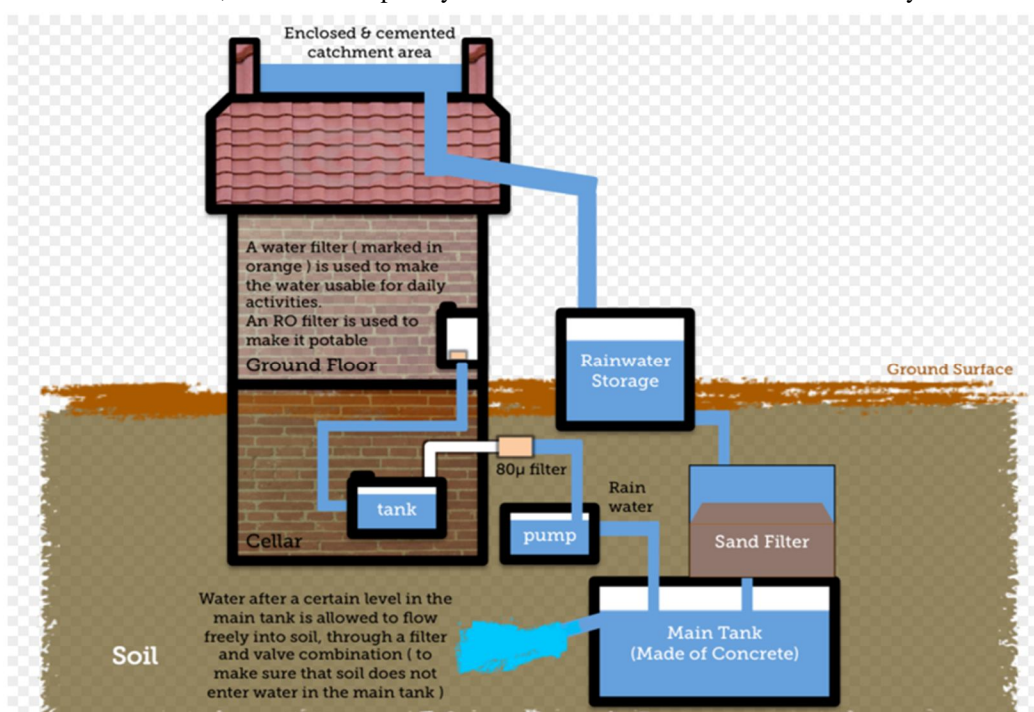 Enclosed & cemented
catchment area
A water filter ( marked in
orange ) is used to make
the water usable for daily
activities.
An RO filter is used to
make it potable
Ground Floor
Rainwater
Storage
Ground Surface
80µ filter
Rain
water
tank
pump
Sand Filter
Cellar
Water after a certain level in the
main tank is allowed to flow
freely into soil, through a filter
and valve combination ( to
make sure that soil does not
enter water in the main tank )
Soil
Main Tank
(Made of Concrete)